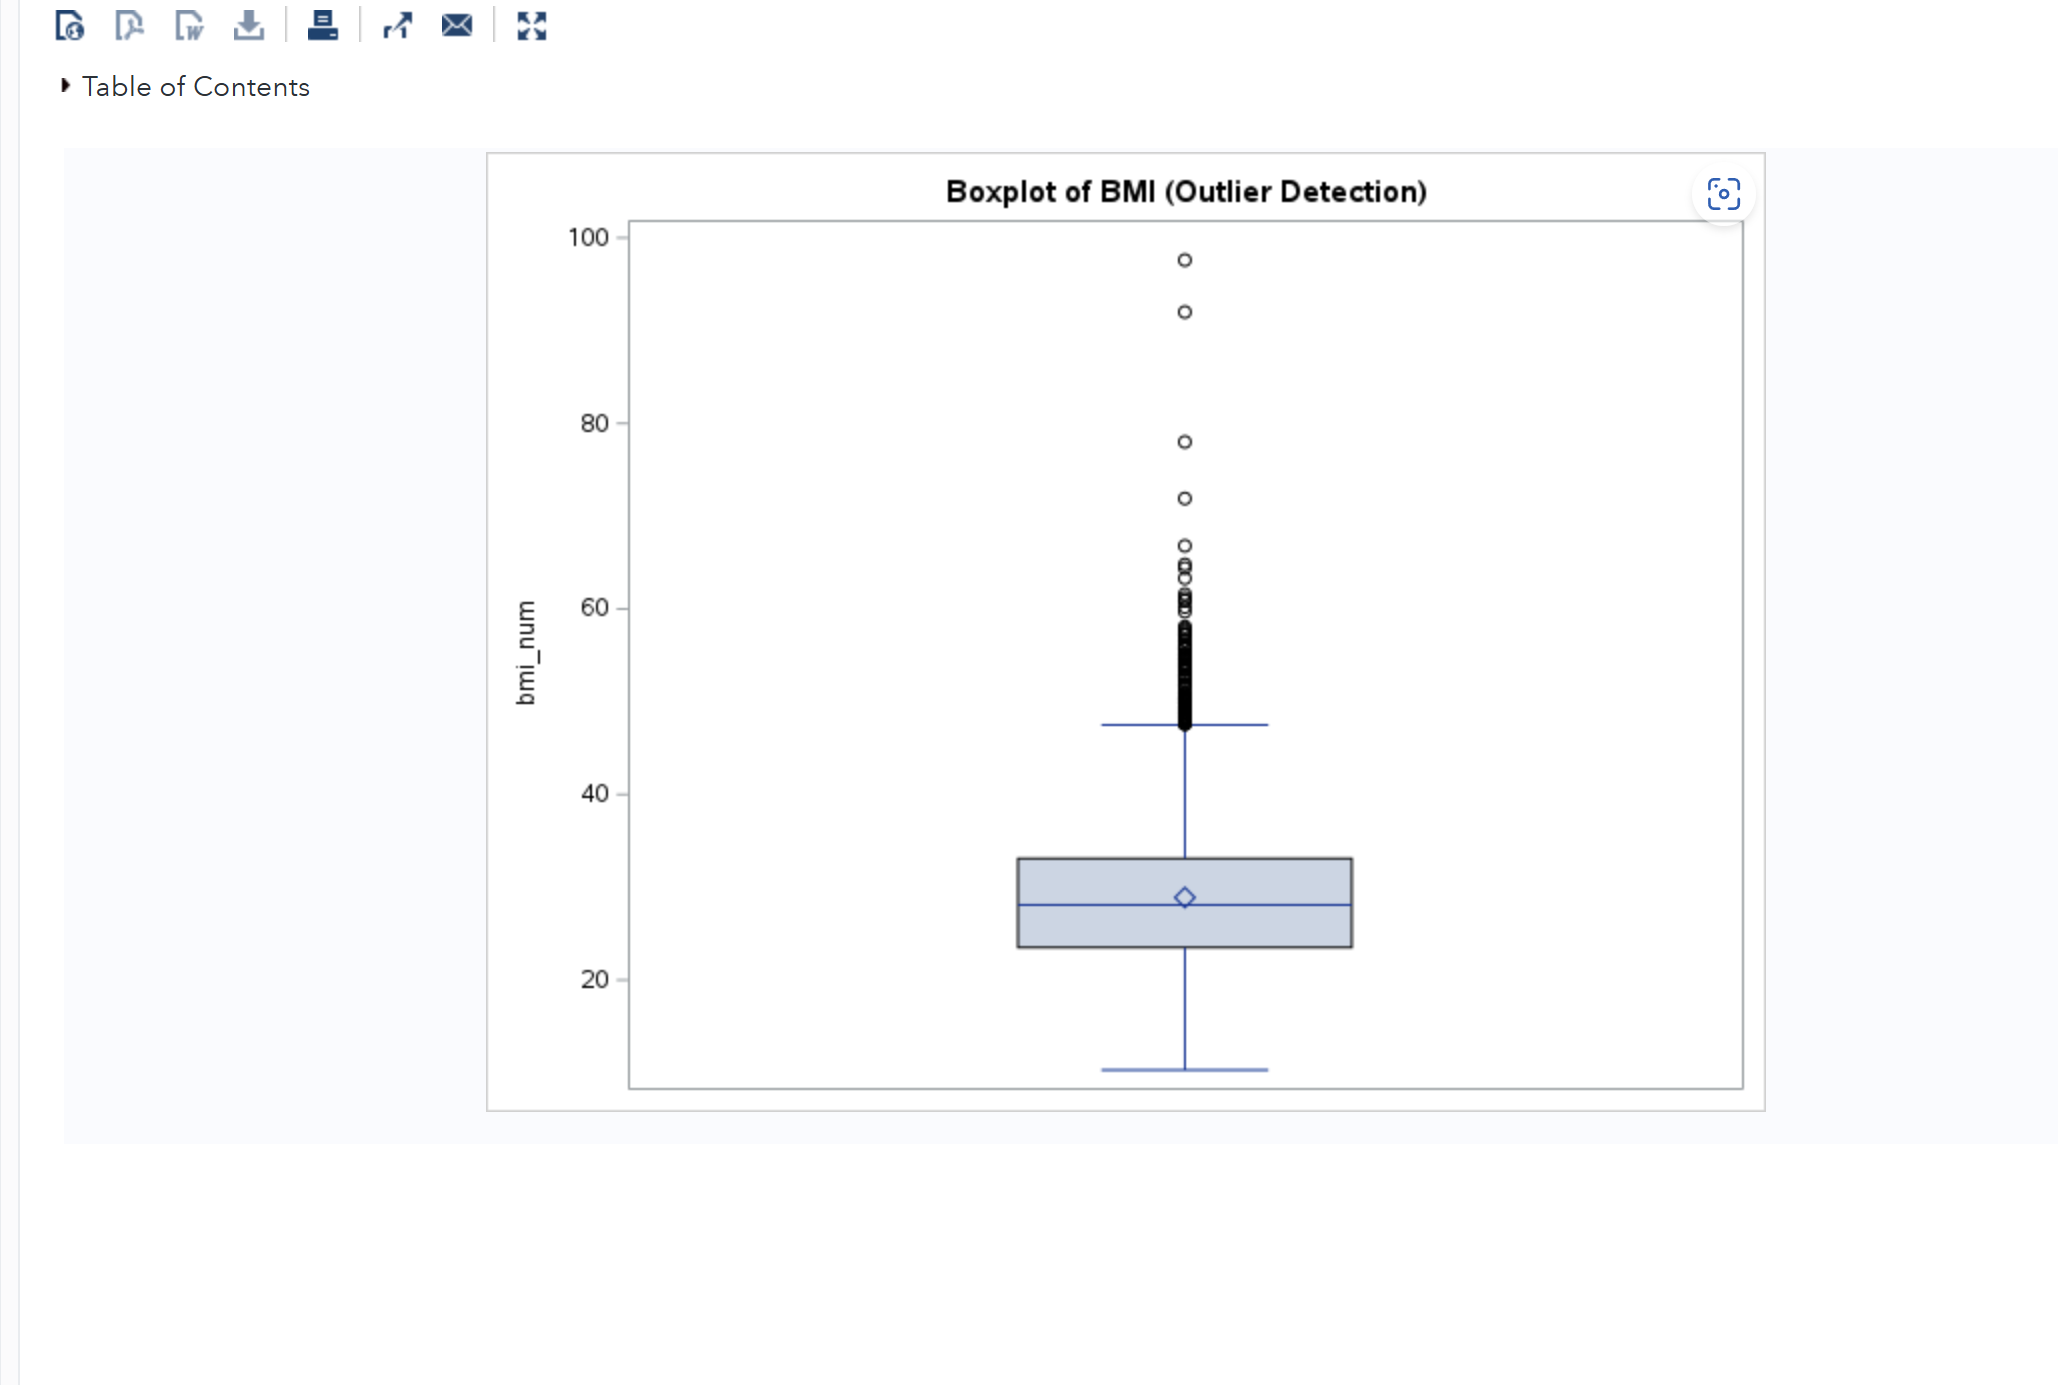 Table of Contents
Boxplot of BMI (Outlier Detection)
100
80
60
40
20
bmi_num